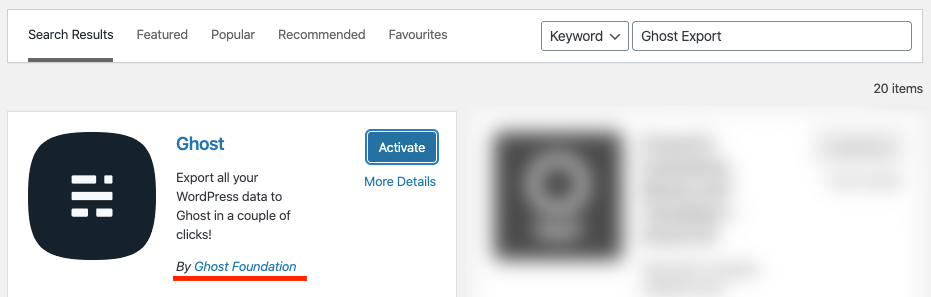 Search Results Featured Popular Recommended Favourites Keyword Ghost Export
20 items
Ghost
Activate
Export all your
More Details
WordPress data to
Ghost in a couple of
clicks!
By Ghost Foundation